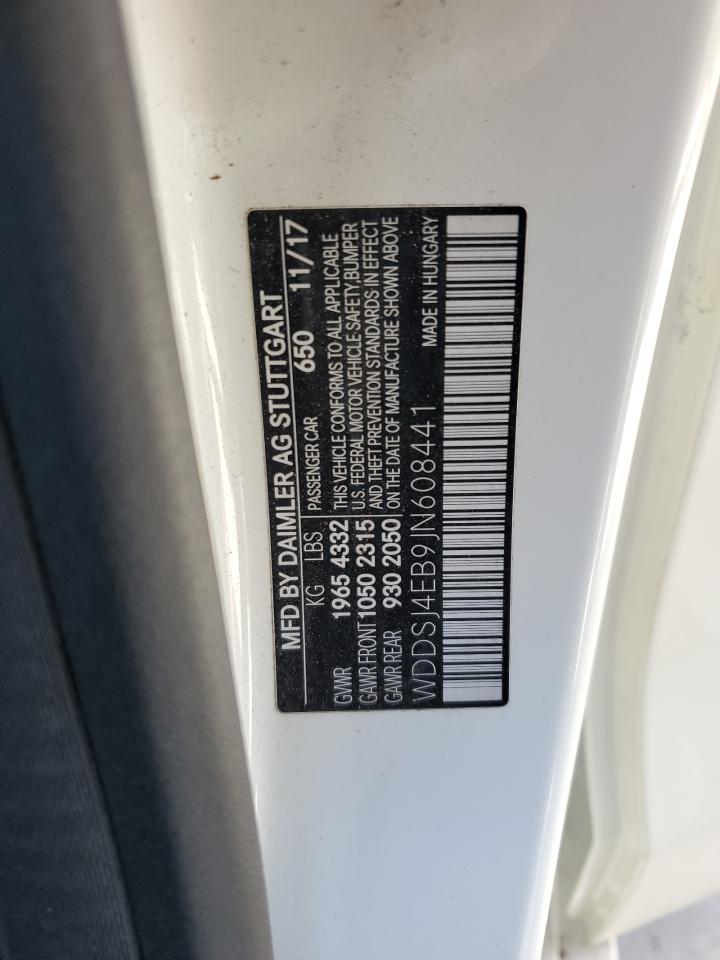 MFD BY DAIMLER AG STUTTGART
KG LBS PASSENGER CAR 650 11/17
GVWR 1965 4332 THIS VEHICLE CONFORMS TO ALL APPLICABLE
GAWR FRONT 1050 2315 U.S. FEDERAL MOTOR VEHICLE SAFETY,BUMPER
AND THEFT PREVENTION STANDARDS IN EFFECT
GAWR REAR 930 2050 ON THE DATE OF MANUFACTURE SHOWN ABOVE
WDDSJ4EB9JN608441 MADE IN HUNGARY